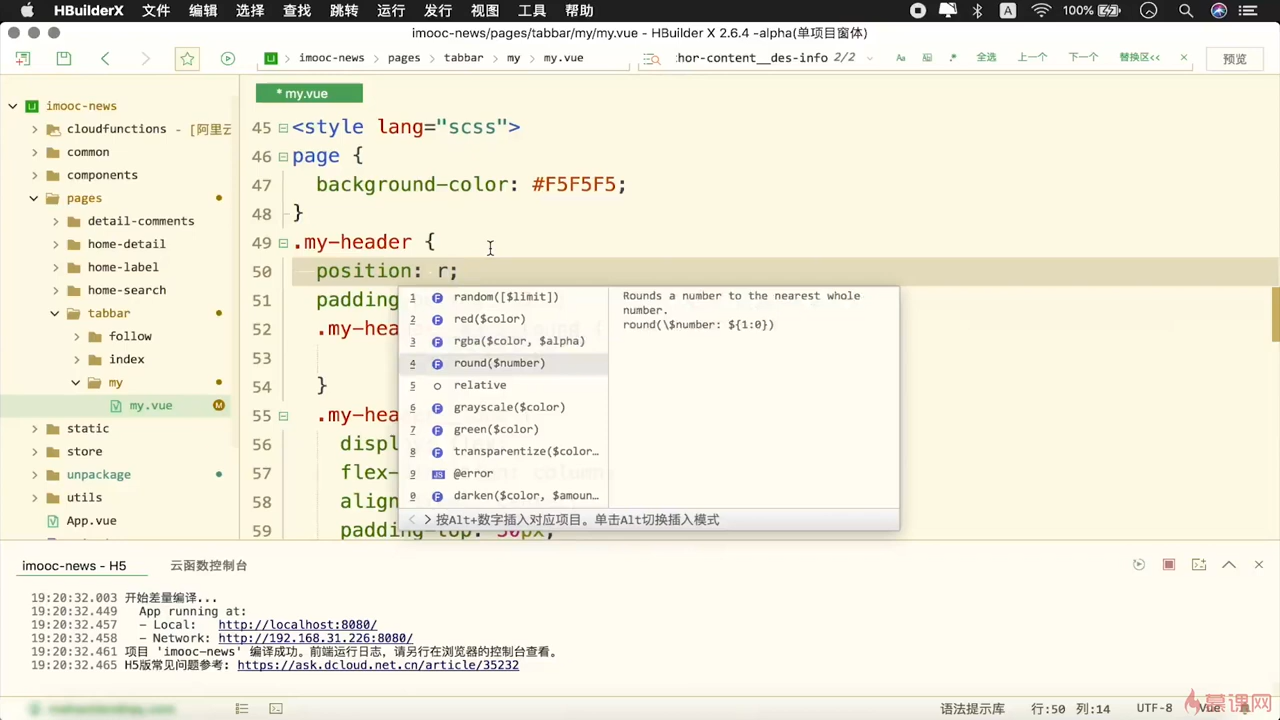 HBuilderX 文件 编辑 选择 查找 跳转 运行 发行 视图 工具 帮助 100%
imooc-news/pages/tabbar/my/my.vue - HBuilder X 2.6.4 -alpha(单项目窗体)
imooc-news pages tabbar my my.vue :hor-content__des-info 2/2 Aa .* 全选 上一个 下一个 替换区<< 预览
imooc-news
cloudfunctions - [阿里云
common
components
pages
detail-comments
home-detail
home-label
home-search
tabbar
follow
index
my
my.vue M
static
store
unpackage
utils
App.vue
* my.vue
45 <style lang="scss">
46 page {
47 background-color: #F5F5F5;
48 }
49 .my-header {
50 position: r;
51 padding
52 .my-hea
53
54 }
55 .my-hea
56 displ
57 flex-
58 align
59 padding-top: 50px;
1 random([$limit])
2 red($color)
3 rgba($color, $alpha)
4 round($number)
5 relative
6 grayscale($color)
7 green($color)
8 transparentize($color…
9 JS @error
0 darken($color, $amoun…
Rounds a number to the nearest whole
number.
round(\$number: ${1:0})
< > 按Alt+数字插入对应项目。单击Alt切换插入模式
imooc-news - H5 云函数控制台
19:20:32.003 开始差量编译...
19:20:32.449 App running at:
19:20:32.457 - Local: http://localhost:8080/
19:20:32.458 - Network: http://192.168.31.226:8080/
19:20:32.461 项目 'imooc-news' 编译成功。前端运行日志，请另行在浏览器的控制台查看。
19:20:32.465 H5版常见问题参考: https://ask.dcloud.net.cn/article/35232
语法提示库 行:50 列:14 UTF-8 Vue
慕课网